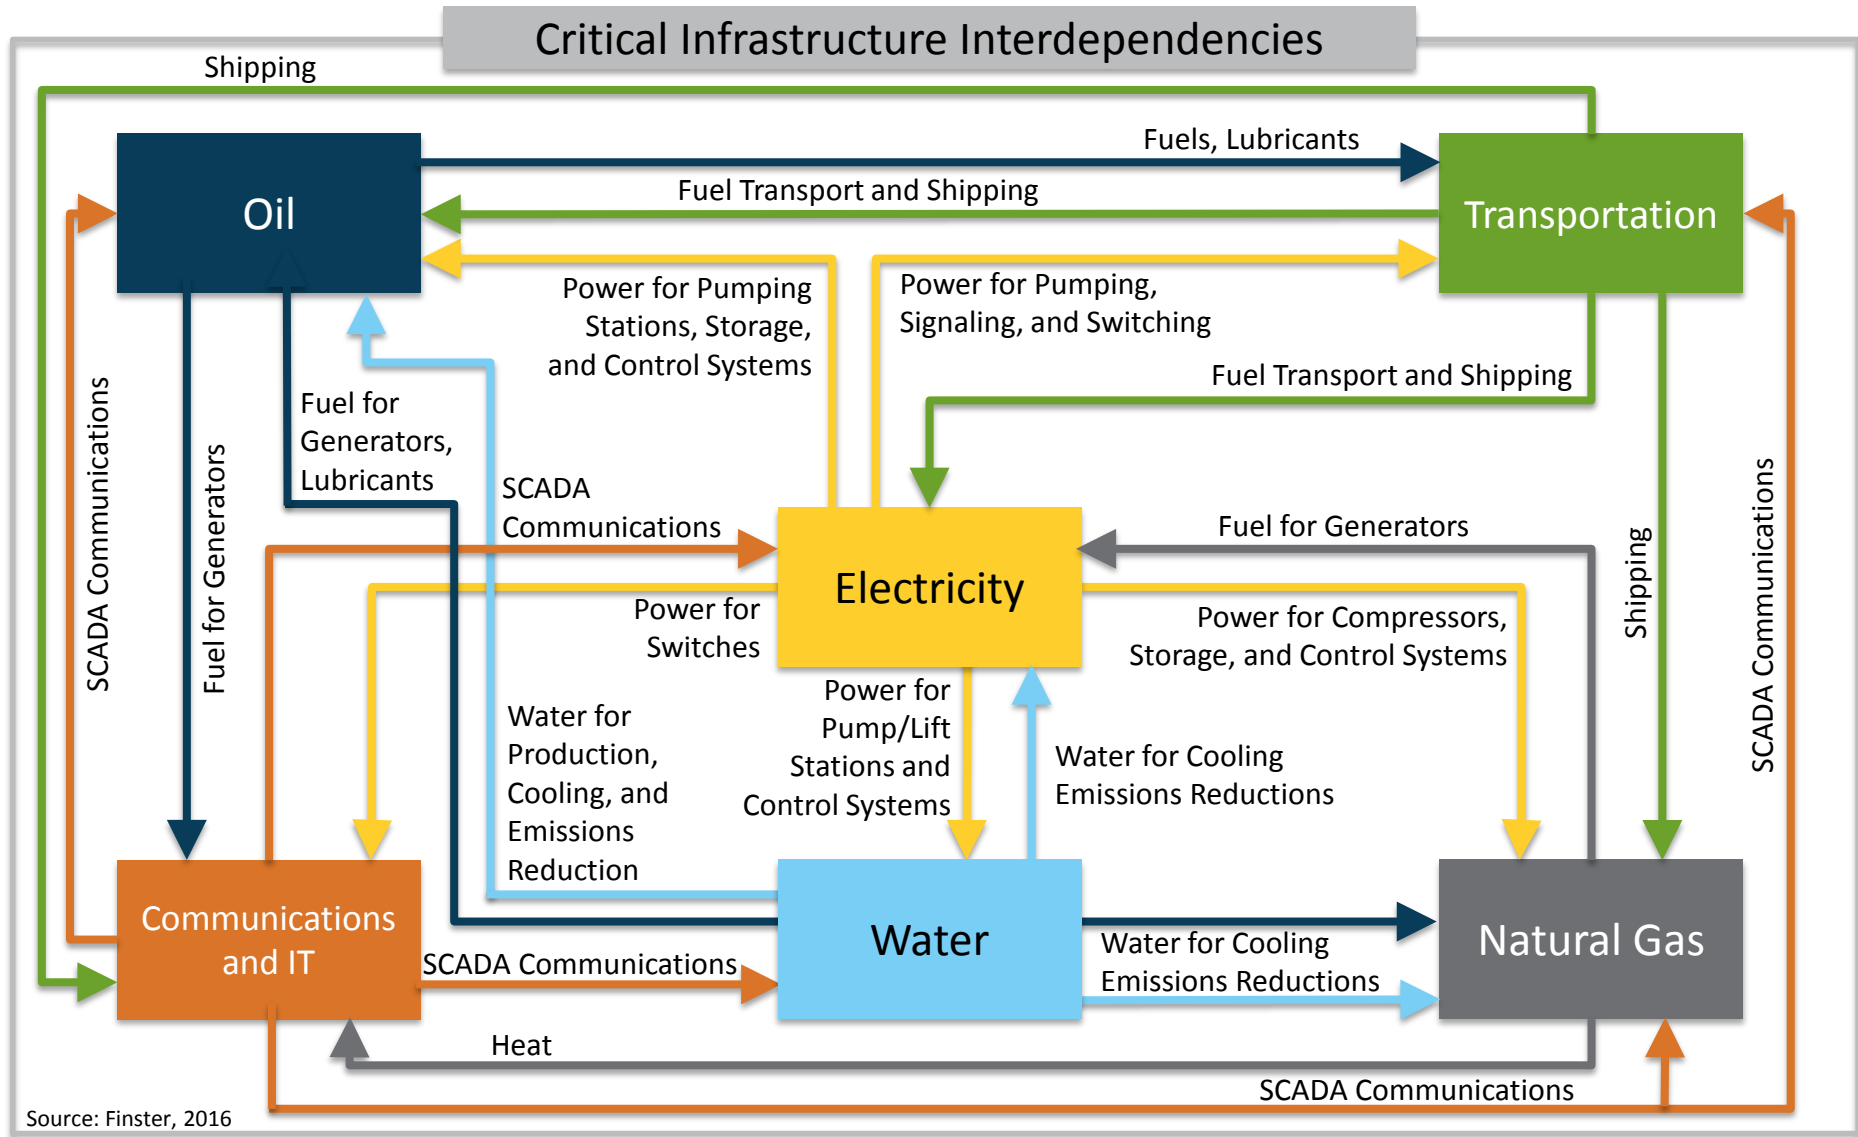 Critical Infrastructure Interdependencies
Shipping
Fuels, Lubricants
Oil
Fuel Transport and Shipping
Transportation
Power for Pumping
Stations, Storage,
and Control Systems
Power for Pumping,
Signaling, and Switching
Fuel Transport and Shipping
SCADA Communications
Fuel for Generators
Fuel for
Generators,
Lubricants
SCADA
Communications
Fuel for Generators
Shipping
SCADA Communications
Electricity
Power for
Switches
Power for Compressors,
Storage, and Control Systems
Water for
Production,
Cooling, and
Emissions
Reduction
Power for
Pump/Lift
Stations and
Control Systems
Water for Cooling
Emissions Reductions
Communications
and IT
SCADA Communications
Water
Water for Cooling
Emissions Reductions
Natural Gas
Heat
SCADA Communications
Source: Finster, 2016